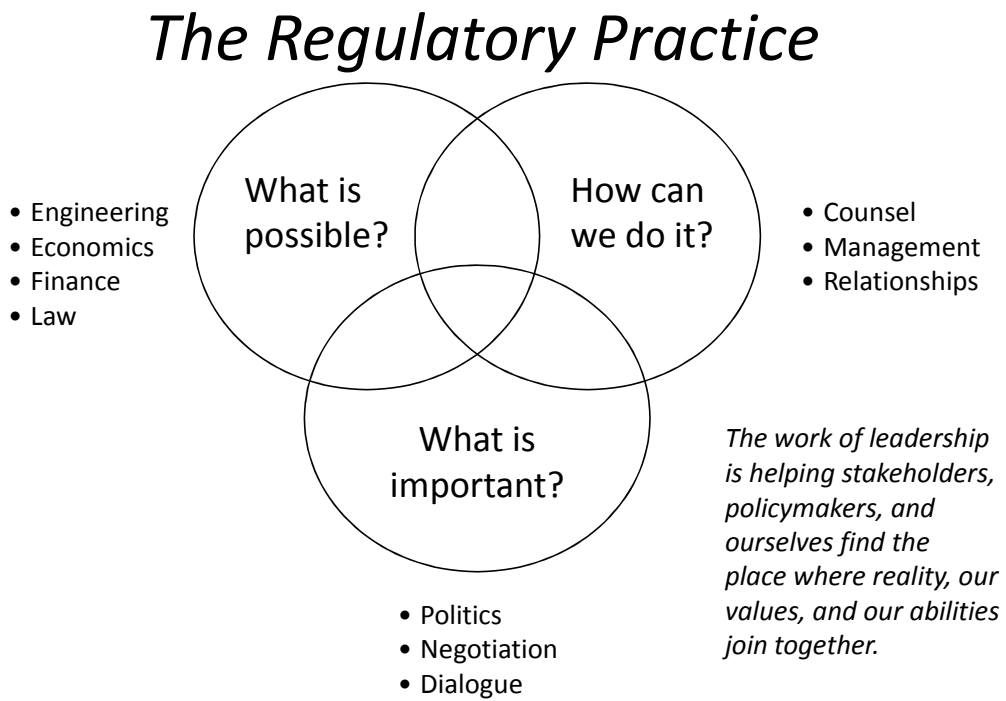 The Regulatory Practice
What is
possible?
How can
we do it?
• Engineering
• Economics
• Finance
• Law
• Counsel
• Management
• Relationships
What is
important?
The work of leadership
is helping stakeholders,
policymakers, and
ourselves find the
place where reality, our
values, and our abilities
join together.
• Politics
• Negotiation
• Dialogue